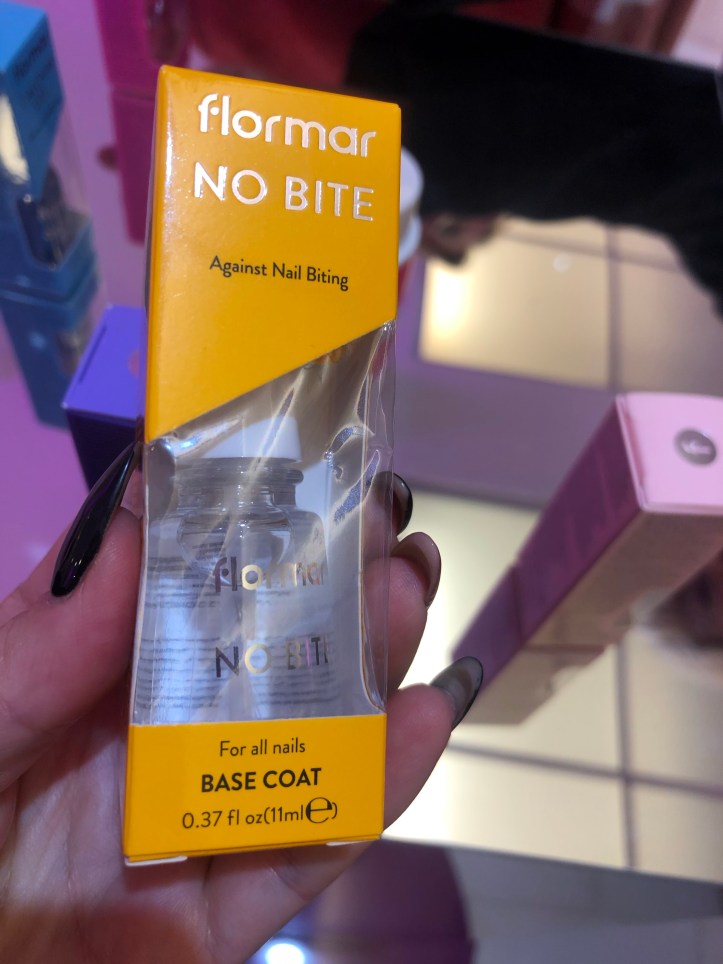 flormar
NO BITE
Against Nail Biting
flormar
NO BITE
For all nails
BASE COAT
0.37 fl oz(11ml℮)